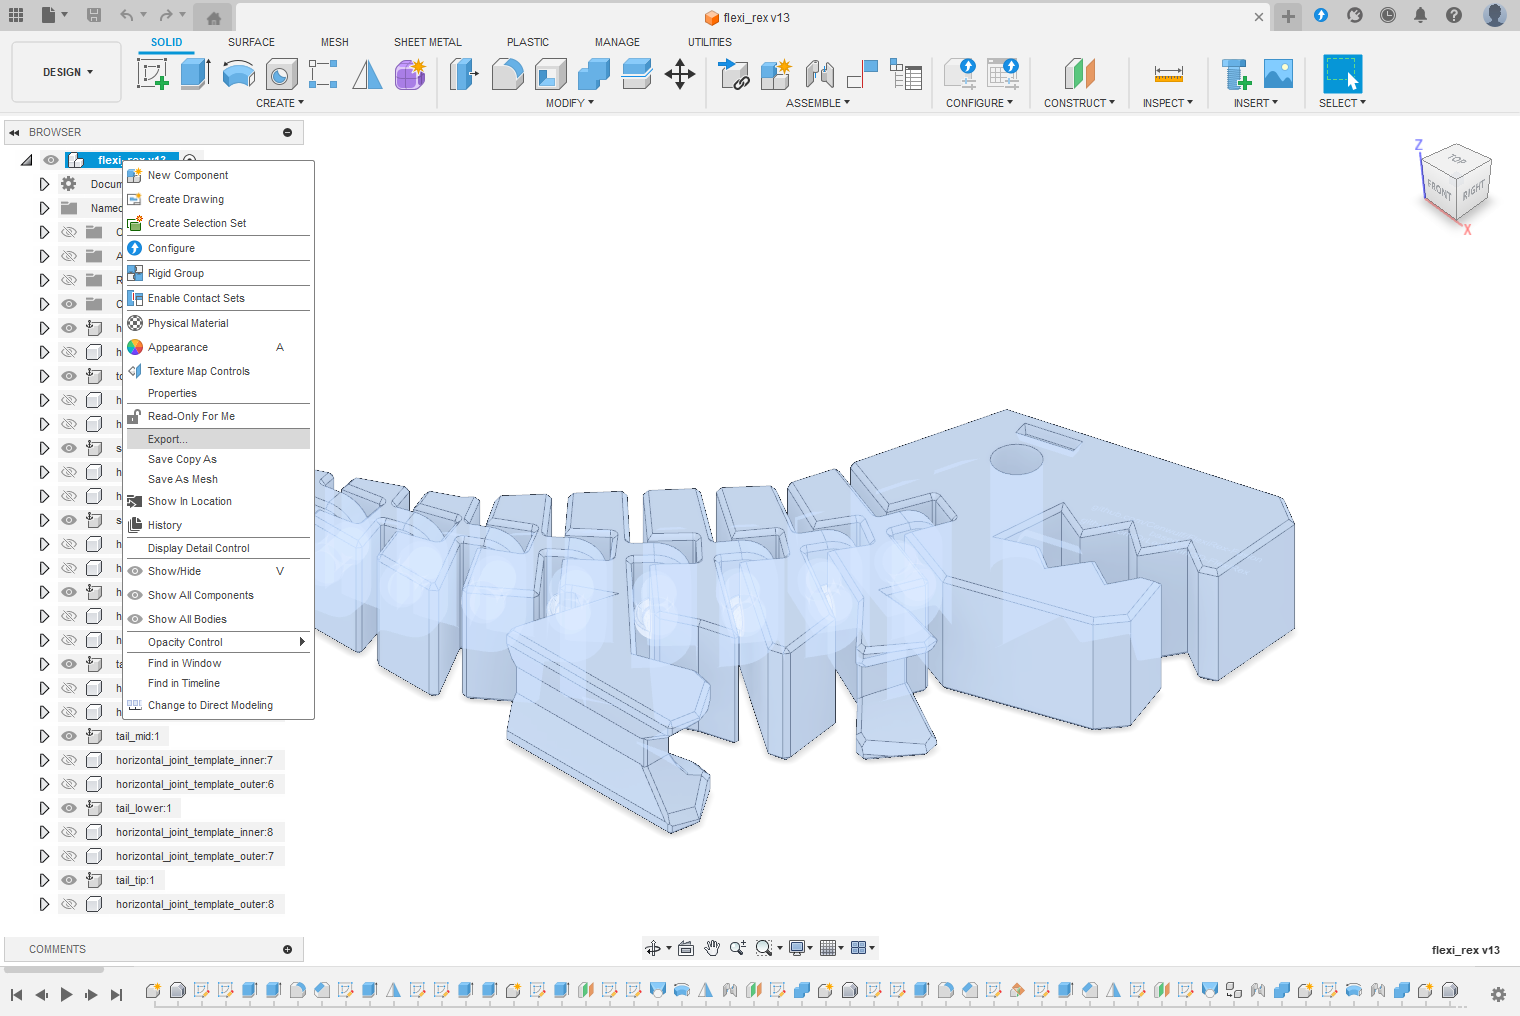 flexi_rex v13
SOLID SURFACE MESH SHEET METAL PLASTIC MANAGE UTILITIES
DESIGN
CREATE MODIFY ASSEMBLE CONFIGURE CONSTRUCT INSPECT INSERT SELECT
BROWSER
flexi_rex v13
Docum
Named
New Component
Create Drawing
Create Selection Set
Configure
Rigid Group
Enable Contact Sets
Physical Material
Appearance A
Texture Map Controls
Properties
Read-Only For Me
Export...
Save Copy As
Save As Mesh
Show In Location
History
Display Detail Control
Show/Hide V
Show All Components
Show All Bodies
Opacity Control
Find in Window
Find in Timeline
Change to Direct Modeling
tail_mid:1
horizontal_joint_template_inner:7
horizontal_joint_template_outer:6
tail_lower:1
horizontal_joint_template_inner:8
horizontal_joint_template_outer:7
tail_tip:1
horizontal_joint_template_outer:8
COMMENTS
Z
TOP
FRONT RIGHT
X
flexi_rex v13